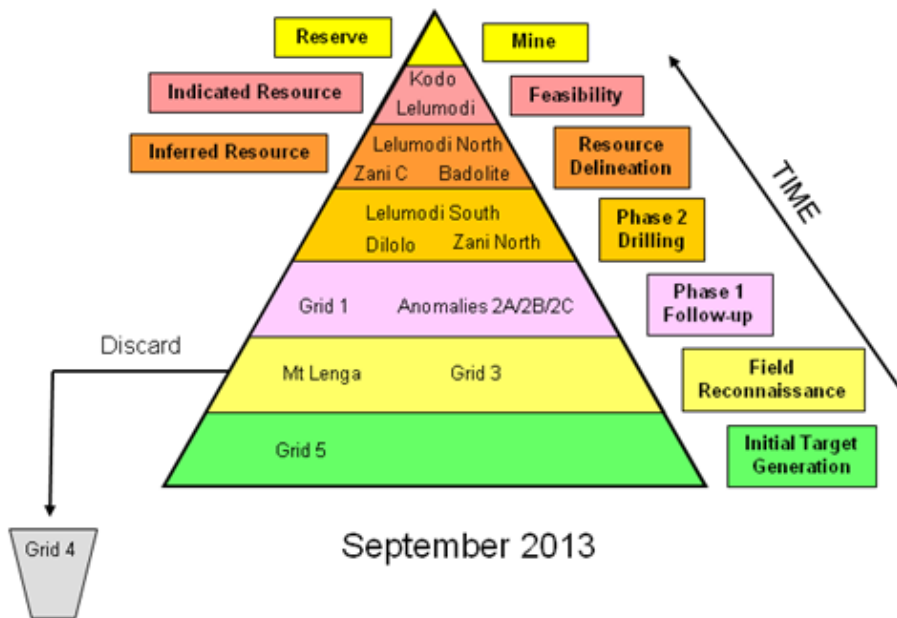 Reserve
Mine
Kodo
Lelumodi
Indicated Resource
Feasibility
Lelumodi North
Zani C Badolite
Inferred Resource
Resource
Delineation
Lelumodi South
Dilolo Zani North
Phase 2
Drilling
TIME
Grid 1 Anomalies 2A/2B/2C
Phase 1
Follow-up
Discard
Mt Lenga Grid 3
Field
Reconnaissance
Grid 5
Initial Target
Generation
Grid 4
September 2013